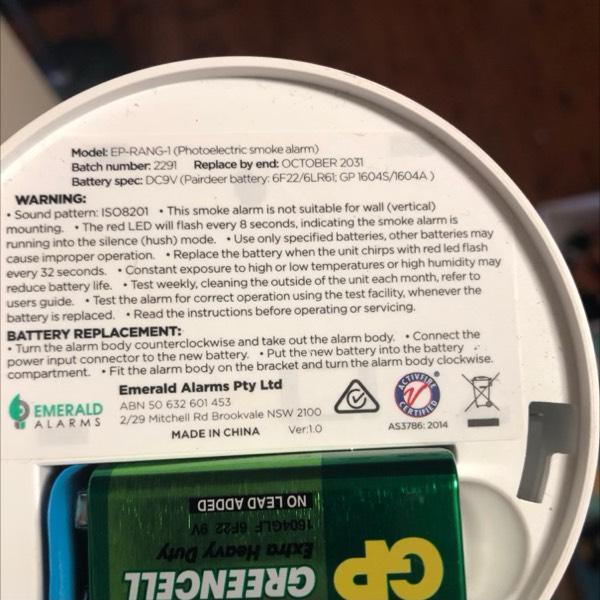 Model: EP-RANG-1 (Photoelectric smoke alarm)
Batch number: 2291 Replace by end: OCTOBER 2031
Battery spec: DC9V (Pairdeer battery: 6F22/6LR61; GP 1604S/1604A )
WARNING:
• Sound pattern: ISO8201 • This smoke alarm is not suitable for wall (vertical)
mounting. • The red LED will flash every 8 seconds, indicating the smoke alarm is
running into the silence (hush) mode. • Use only specified batteries, other batteries may
cause improper operation. • Replace the battery when the unit chirps with red led flash
every 32 seconds. • Constant exposure to high or low temperatures or high humidity may
reduce battery life. • Test weekly, cleaning the outside of the unit each month, refer to
users guide. • Test the alarm for correct operation using the test facility, whenever the
battery is replaced. • Read the instructions before operating or servicing.
BATTERY REPLACEMENT:
• Turn the alarm body counterclockwise and take out the alarm body. • Connect the
power input connector to the new battery. • Put the new battery into the battery
compartment. • Fit the alarm body on the bracket and turn the alarm body clockwise.
EMERALD
ALARMS
Emerald Alarms Pty Ltd
ABN 50 632 601 453
2/29 Mitchell Rd Brookvale NSW 2100
MADE IN CHINA Ver:1.0
ACTIVFIRE
CERTIFIED
AS3786: 2014
NO LEAD ADDED
1604GLF 6F22 9V
Extra Heavy Duty
GP GREENCELL